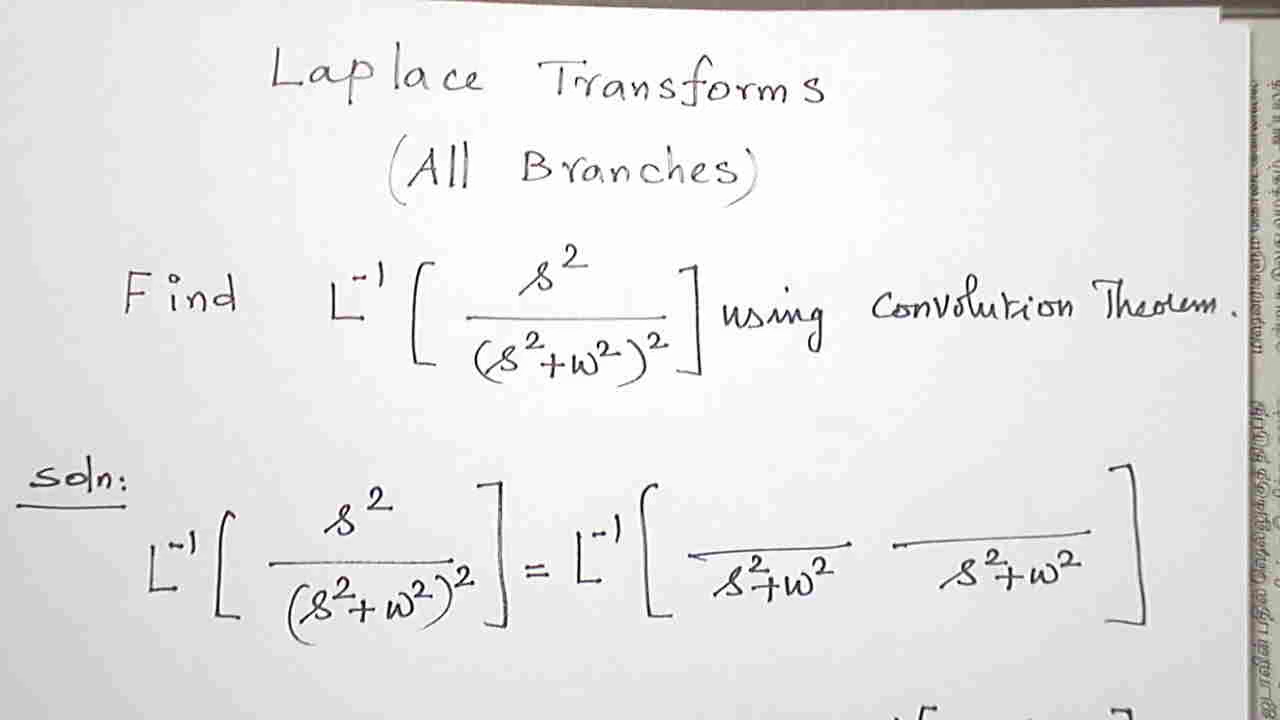 Laplace Transforms
(All Branches)
Find L⁻¹ [ s² / (s²+w²)² ] using Convolution Theorem.
Soln:
L⁻¹ [ s² / (s²+w²)² ] = L⁻¹ [ — / s²+w² — / s²+w² ]